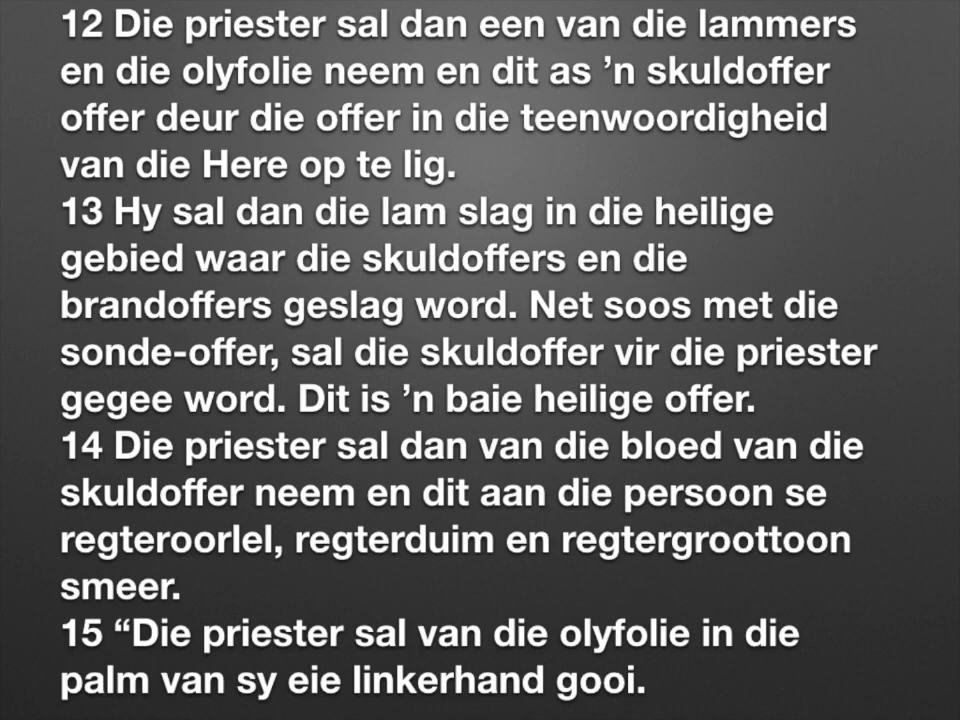 12 Die priester sal dan een van die lammers
en die olyfolie neem en dit as ’n skuldoffer
offer deur die offer in die teenwoordigheid
van die Here op te lig.
13 Hy sal dan die lam slag in die heilige
gebied waar die skuldoffers en die
brandoffers geslag word. Net soos met die
sonde-offer, sal die skuldoffer vir die priester
gegee word. Dit is ’n baie heilige offer.
14 Die priester sal dan van die bloed van die
skuldoffer neem en dit aan die persoon se
regteroorlel, regterduim en regtergroottoon
smeer.
15 “Die priester sal van die olyfolie in die
palm van sy eie linkerhand gooi.